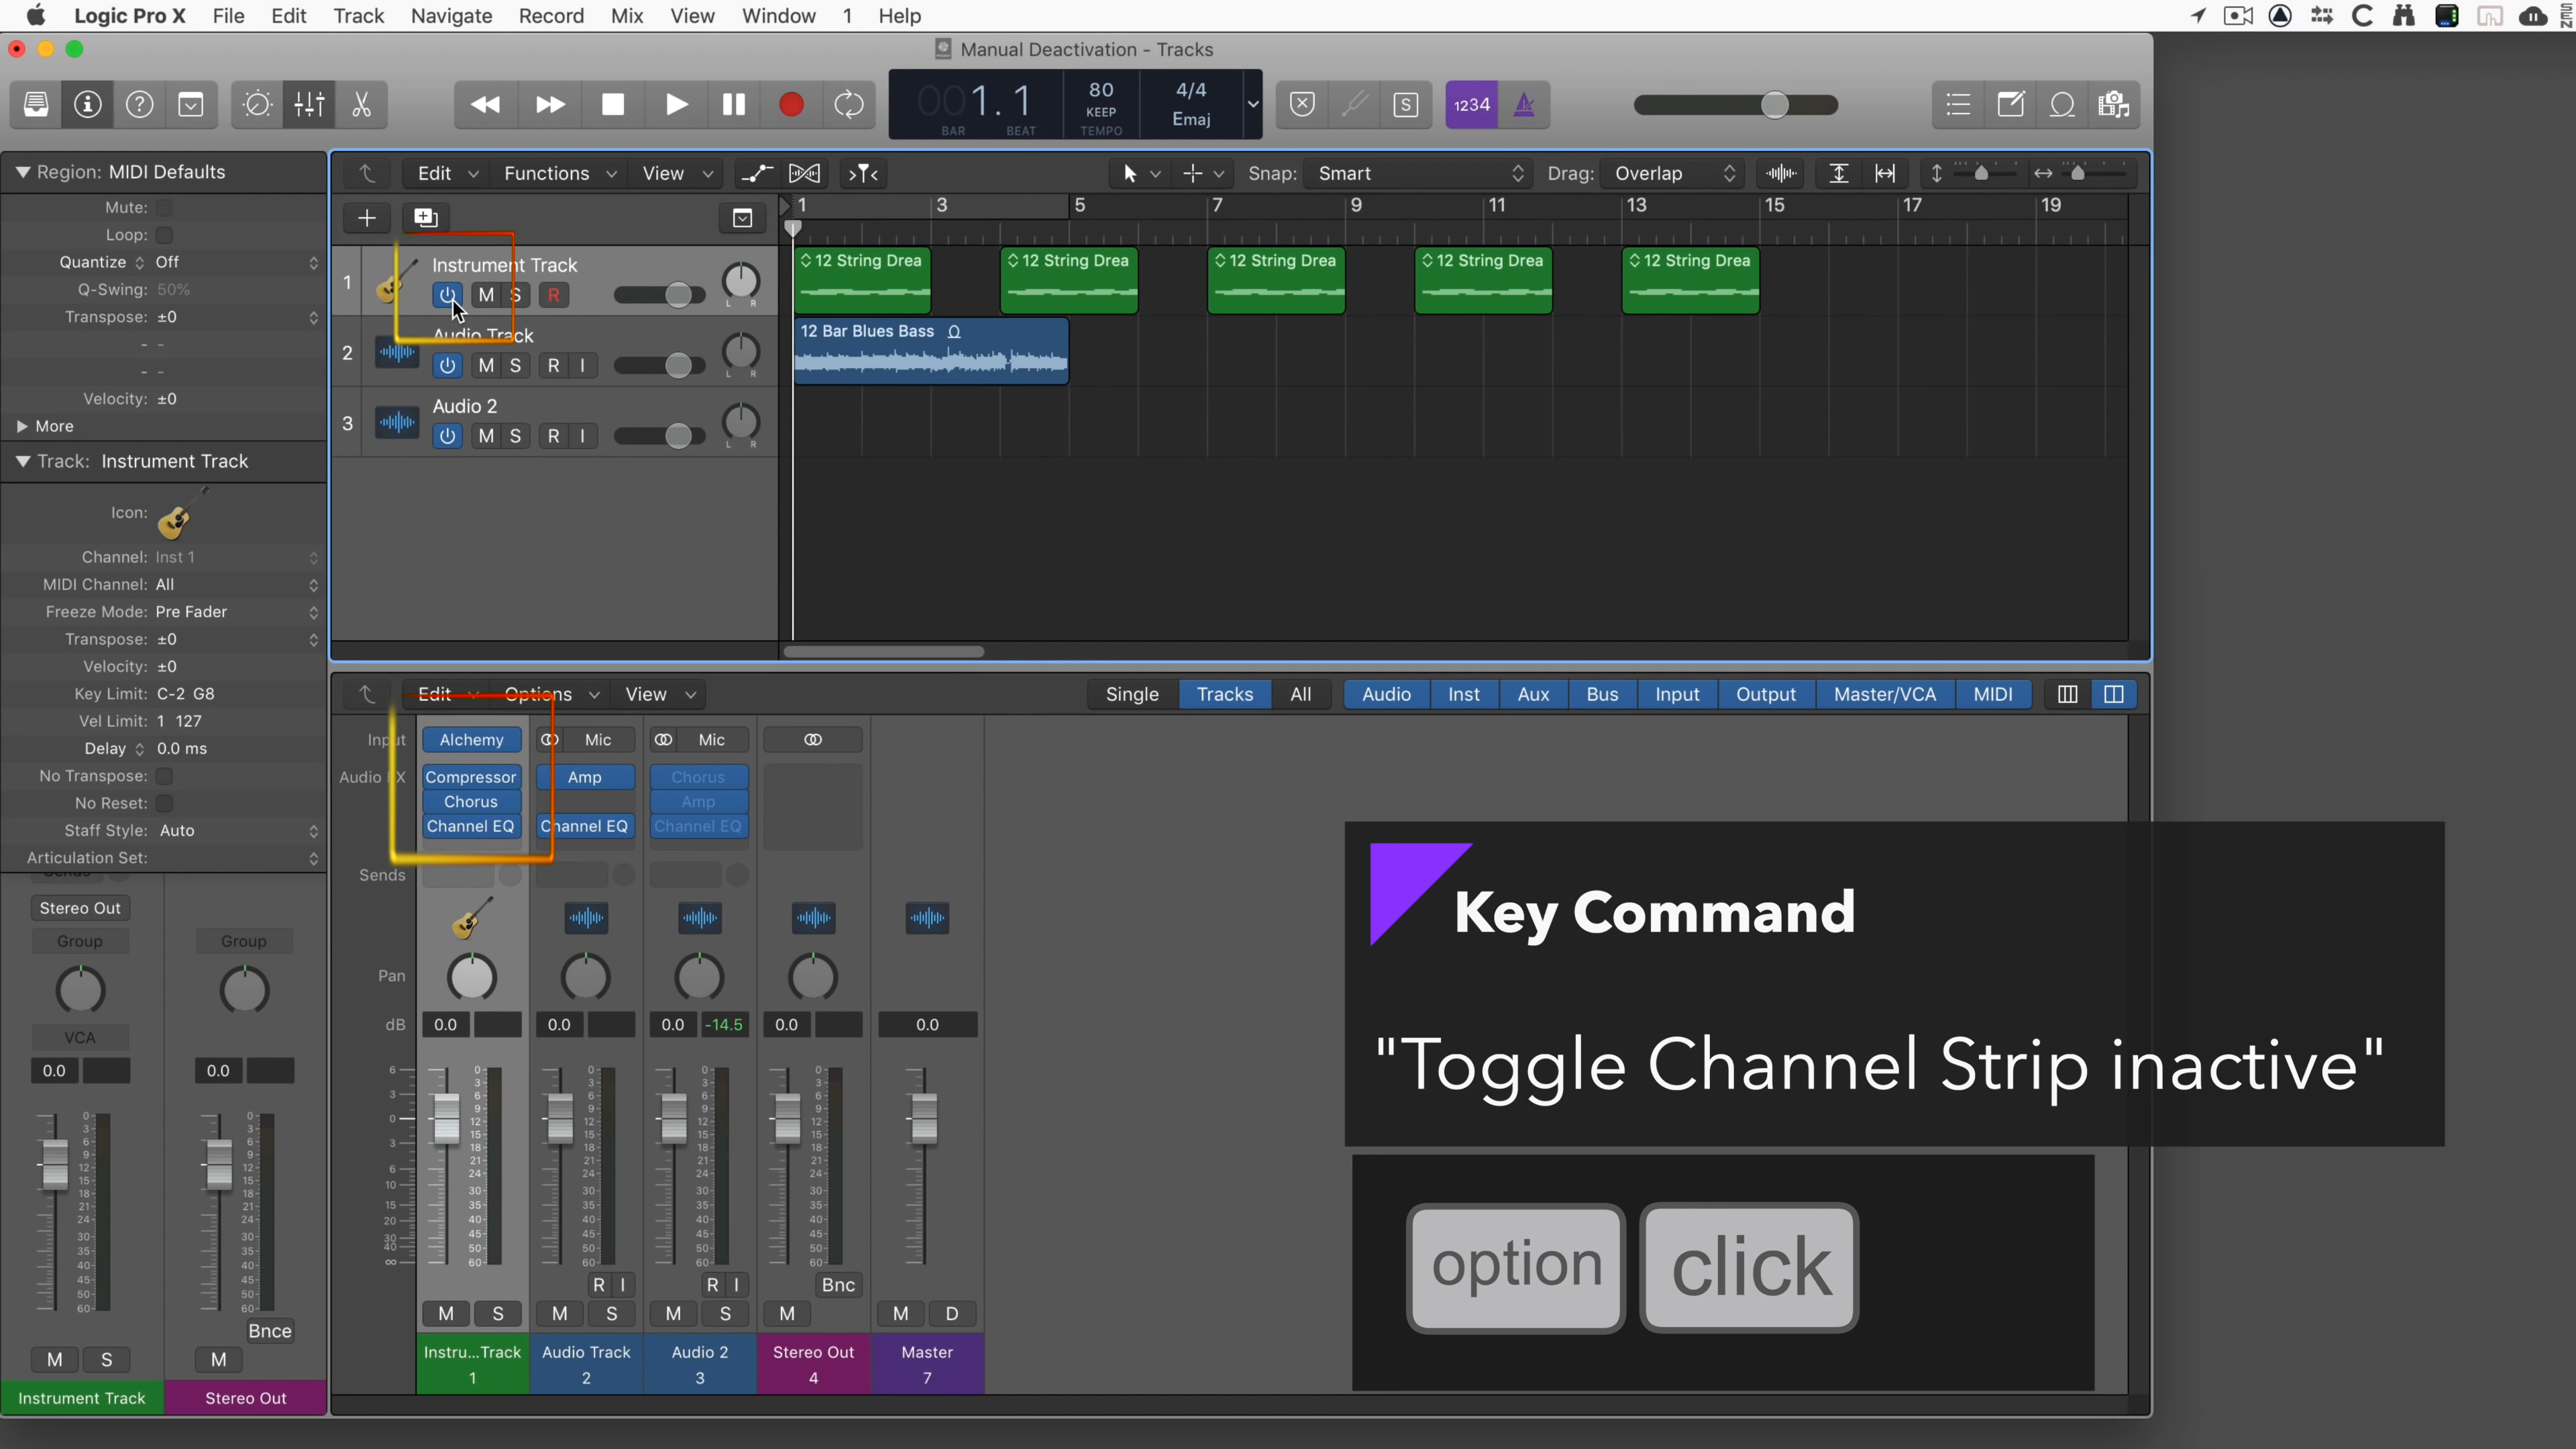 Logic Pro X File Edit Track Navigate Record Mix View Window 1 Help
Manual Deactivation - Tracks
001. 1 80 4/4
KEEP Emaj
BAR BEAT TEMPO
S 1234
Region: MIDI Defaults
Mute:
Loop:
Quantize Off
Q-Swing: 50%
Transpose: ±0
Velocity: ±0
More
Track: Instrument Track
Icon:
Channel: Inst 1
MIDI Channel: All
Freeze Mode: Pre Fader
Transpose: ±0
Velocity: ±0
Key Limit: C-2 G8
Vel Limit: 1 127
Delay 0.0 ms
No Transpose:
No Reset:
Staff Style: Auto
Articulation Set:
Stereo Out
Group Group
VCA
0.0 0.0
Bnce
M S M
Instrument Track Stereo Out
Edit Functions View Snap: Smart Drag: Overlap
1 3 5 7 9 11 13 15 17 19
1 Instrument Track
M S R
L R
12 String Drea 12 String Drea 12 String Drea 12 String Drea 12 String Drea
2 Audio Track
M S R I
L R
12 Bar Blues Bass
3 Audio 2
M S R I
L R
Edit Options View Single Tracks All Audio Inst Aux Bus Input Output Master/VCA MIDI
Input Alchemy Mic Mic
Audio FX Compressor Amp Chorus
Chorus Amp
Channel EQ Channel EQ Channel EQ
Sends
Pan
dB 0.0 0.0 0.0 -14.5 0.0 0.0
R I R I Bnc
M S M S M S M M D
Instru...Track Audio Track Audio 2 Stereo Out Master
1 2 3 4 7
Key Command
"Toggle Channel Strip inactive"
option click